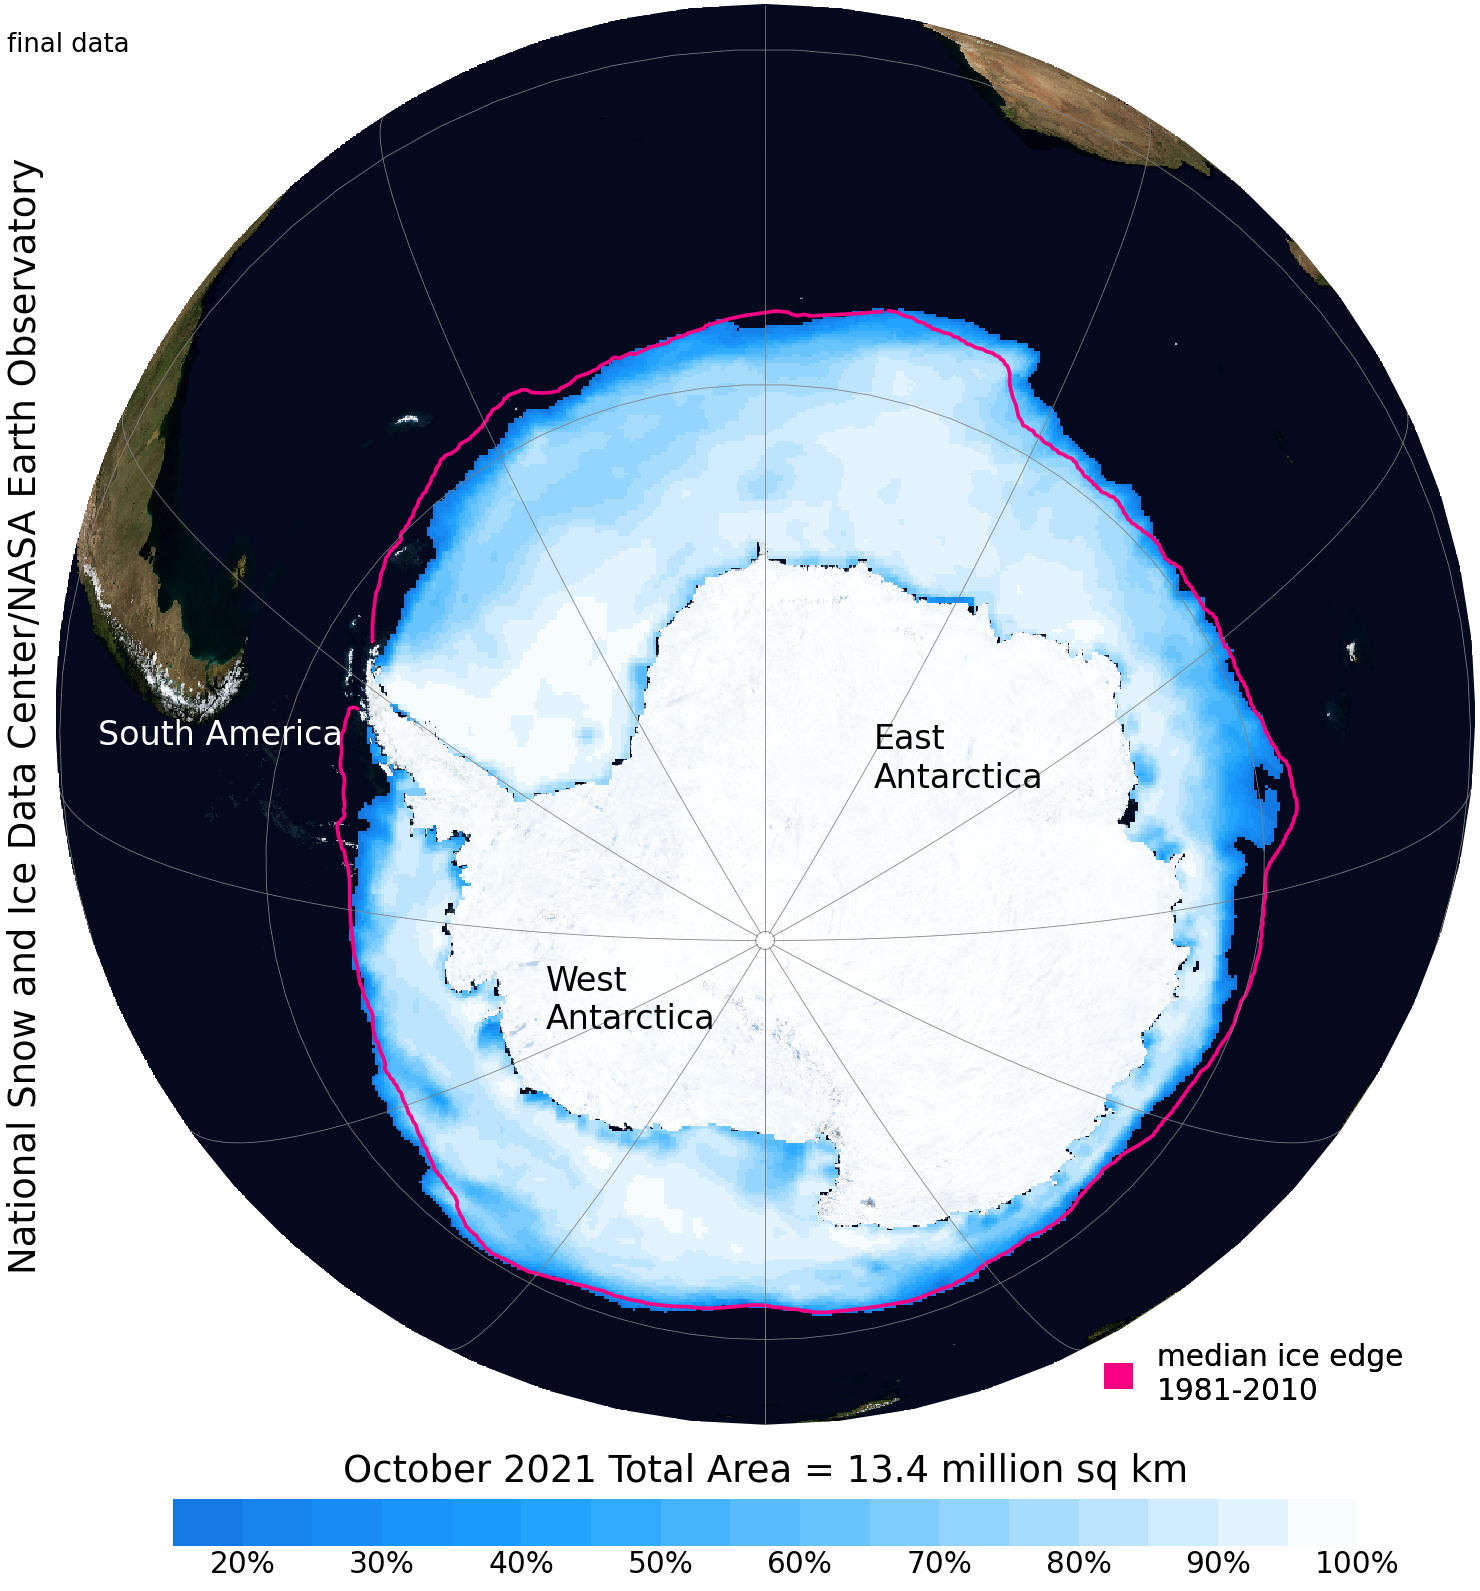 final data
National Snow and Ice Data Center/NASA Earth Observatory
South America
East
Antarctica
West
Antarctica
median ice edge
1981-2010
October 2021 Total Area = 13.4 million sq km
20% 30% 40% 50% 60% 70% 80% 90% 100%